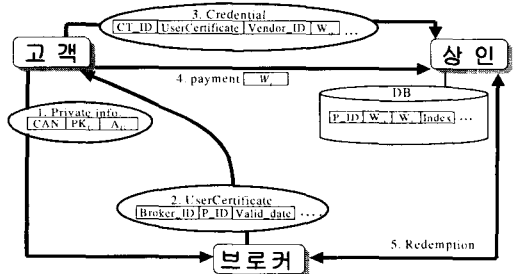 3. Credential
CT_ID UserCertificate Vendor_ID W ...
고 객
상 인
4. payment W
DB
P_ID W W Index ...
1. Private info.
CAN PK A
2. UserCertificate
Broker_ID P_ID Valid_date ...
브로커
5. Redemption